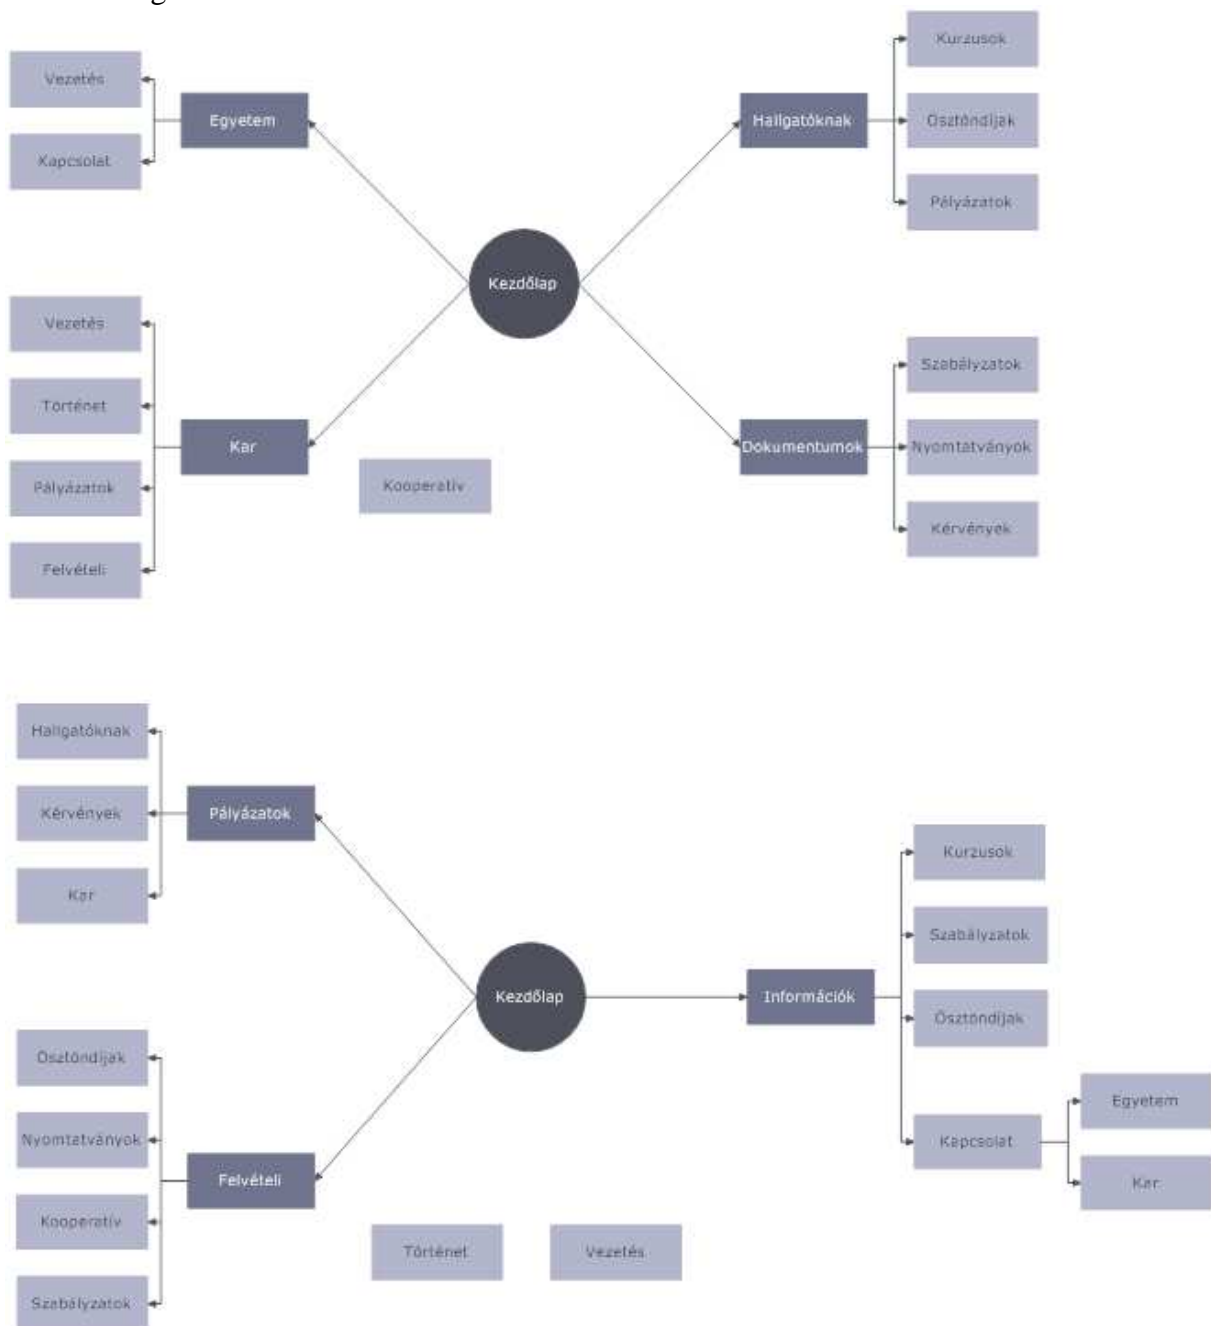 Kurzusok
Vezetés
Egyetem
Hallgatóknak
Ösztöndíjak
Kapcsolat
Pályázatok
Kezdőlap
Vezetés
Szabályzatok
Történet
Kar
Dokumentumok
Nyomtatványok
Kooperatív
Pályázatok
Kérvények
Felvételi
Hallgatóknak
Kérvények
Pályázatok
Kurzusok
Kar
Szabályzatok
Kezdőlap
Információk
Ösztöndíjak
Ösztöndíjak
Egyetem
Nyomtatványok
Kapcsolat
Felvételi
Kar
Kooperatív
Történet
Vezetés
Szabályzatok